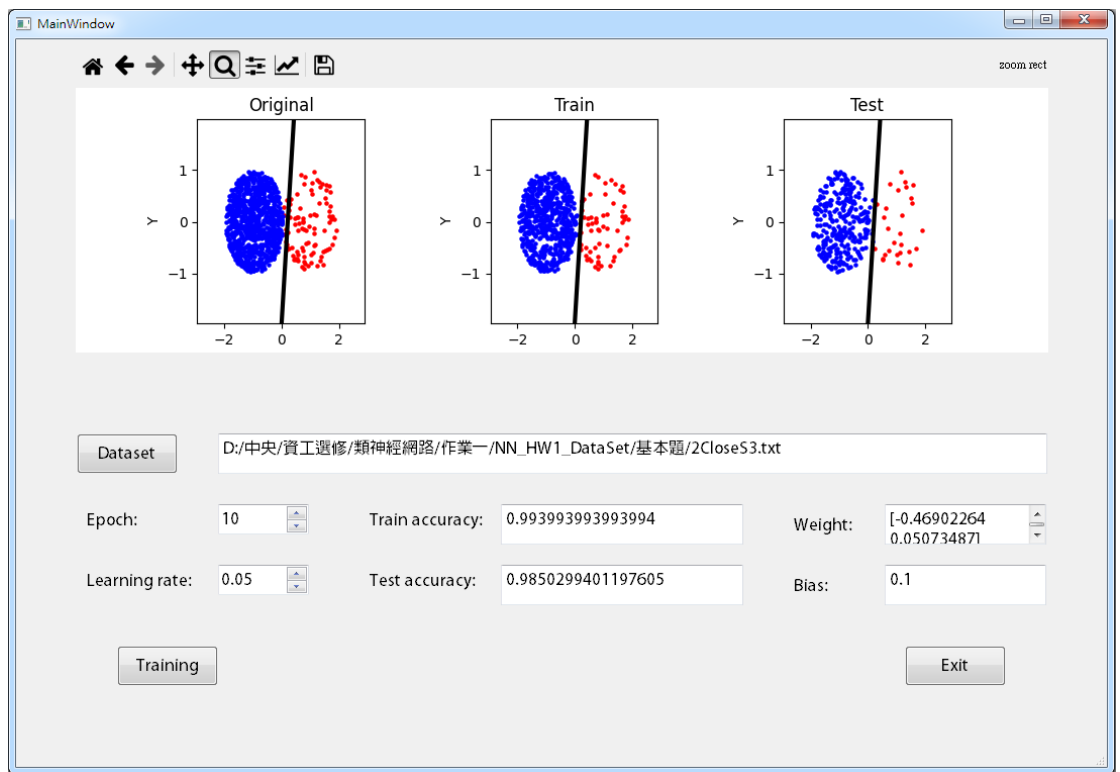 MainWindow
zoom rect
Original Train Test
Y Y Y
1 1 1
0 0 0
−1 −1 −1
−2 0 2 −2 0 2 −2 0 2
Dataset D:/中央/資工選修/類神經網路/作業一/NN_HW1_DataSet/基本題/2CloseS3.txt
Epoch: 10 Train accuracy: 0.993993993993994 Weight: [-0.46902264
0.05073487]
Learning rate: 0.05 Test accuracy: 0.9850299401197605 Bias: 0.1
Training Exit